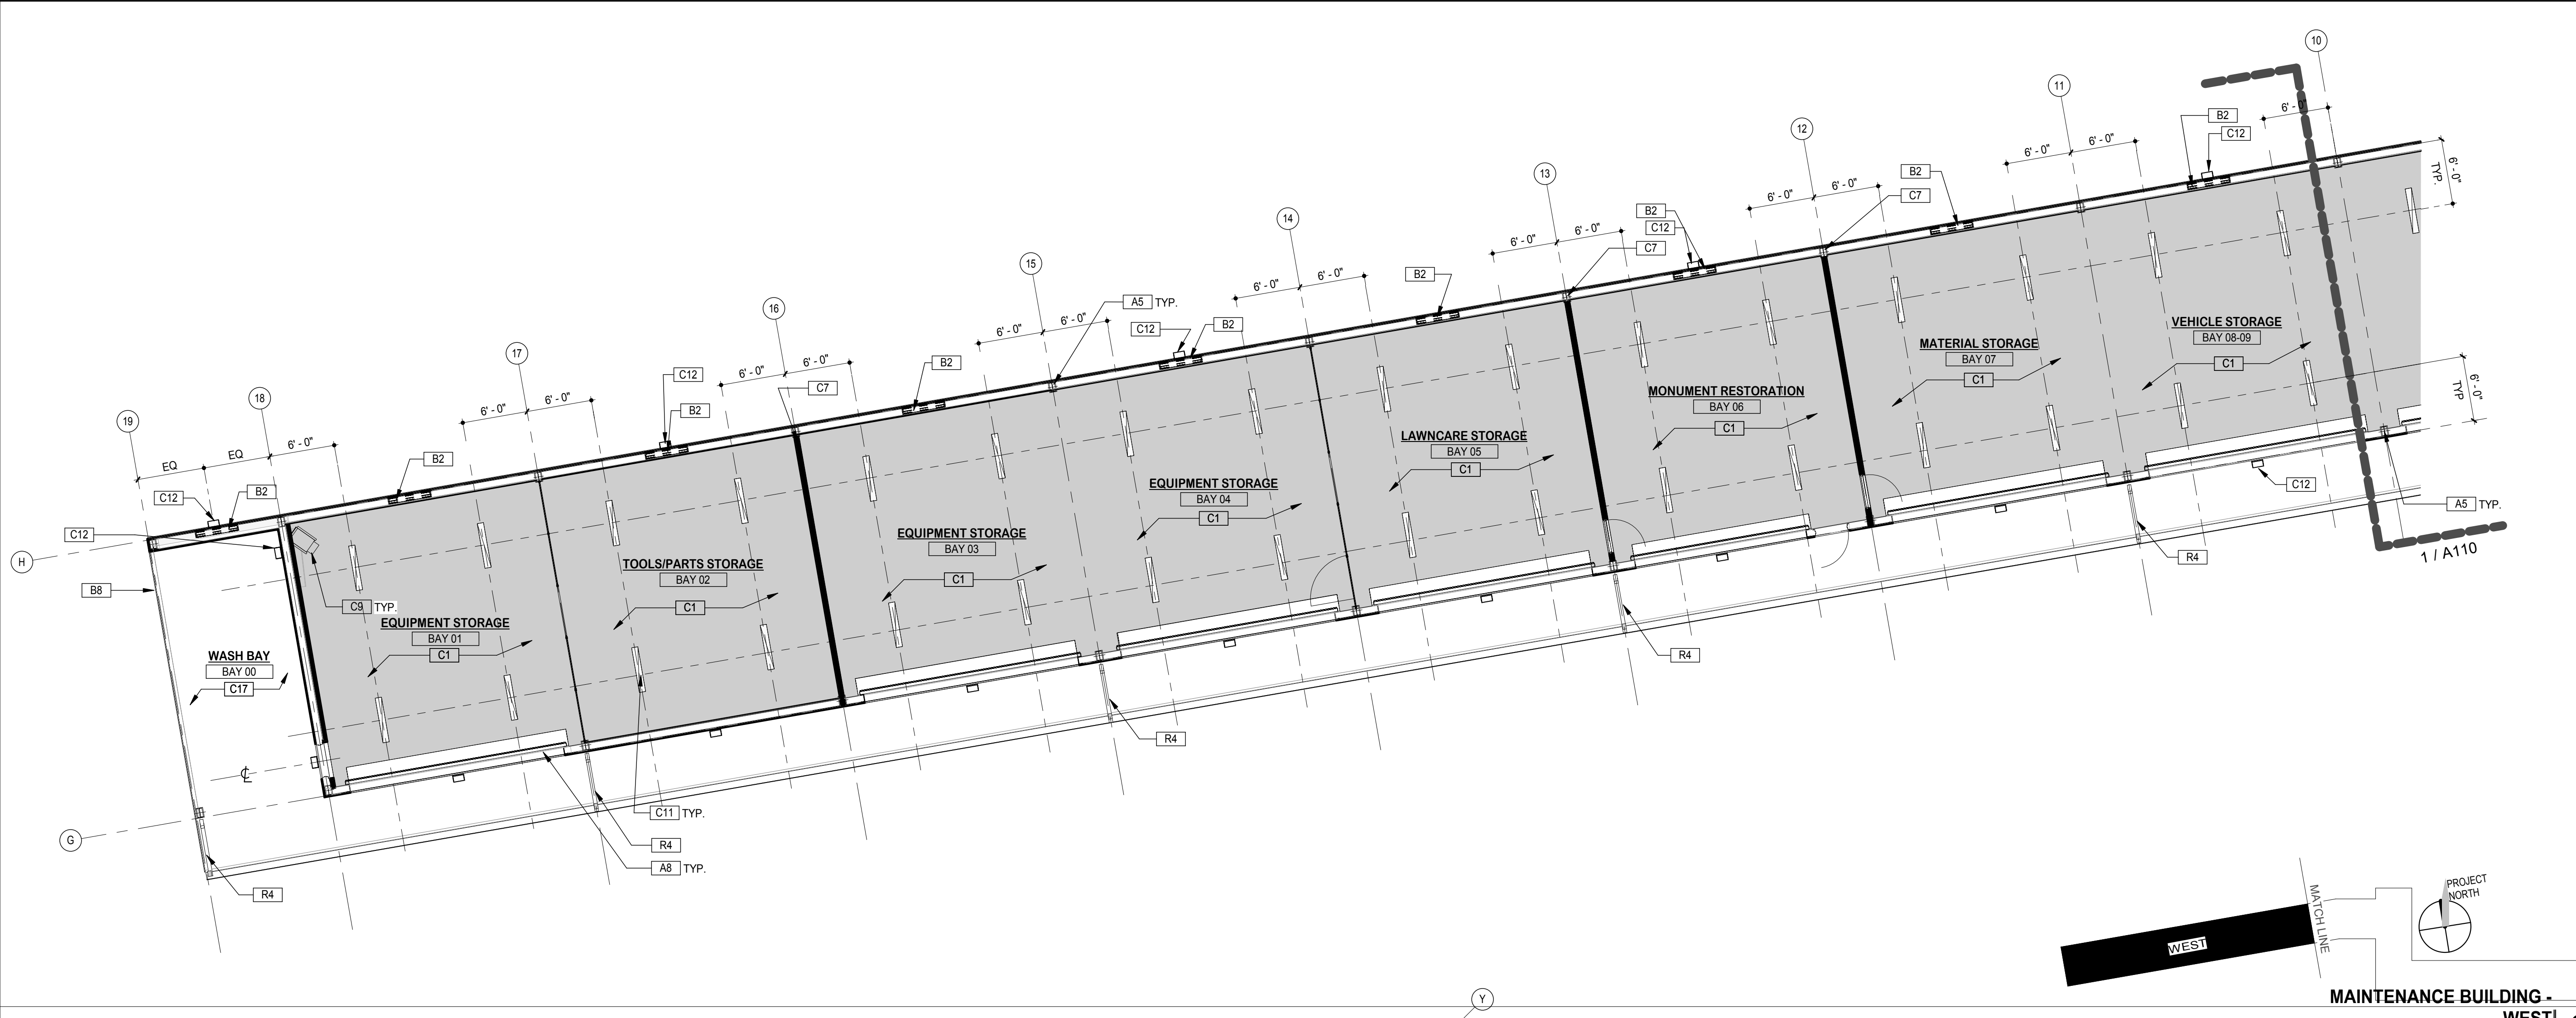 10
11
6' - 0"
B2
C12
12
6' - 0"
6' - 0"
6' - 0"
TYP.
13
B2
6' - 0"
6' - 0"
C7
14
B2
C12
6' - 0"
6' - 0"
C7
15
6' - 0"
6' - 0"
B2
16
A5 TYP.
6' - 0"
6' - 0"
C12
B2
VEHICLE STORAGE
BAY 08-09
C1
17
6' - 0"
6' - 0"
B2
MATERIAL STORAGE
BAY 07
C1
6' - 0"
TYP
18
C12
C7
MONUMENT RESTORATION
BAY 06
C1
19
6' - 0"
6' - 0"
B2
LAWNCARE STORAGE
BAY 05
C1
EQ
EQ
6' - 0"
B2
EQUIPMENT STORAGE
BAY 04
C1
C12
A5 TYP.
C12
B2
C12
EQUIPMENT STORAGE
BAY 03
C1
1 / A110
H
R4
TOOLS/PARTS STORAGE
BAY 02
C1
B8
C9 TYP.
EQUIPMENT STORAGE
BAY 01
C1
WASH BAY
BAY 00
C17
R4
R4
C11 TYP.
G
R4
A8 TYP.
R4
PROJECT
NORTH
MATCH LINE
WEST
MAINTENANCE BUILDING -
WEST
Y